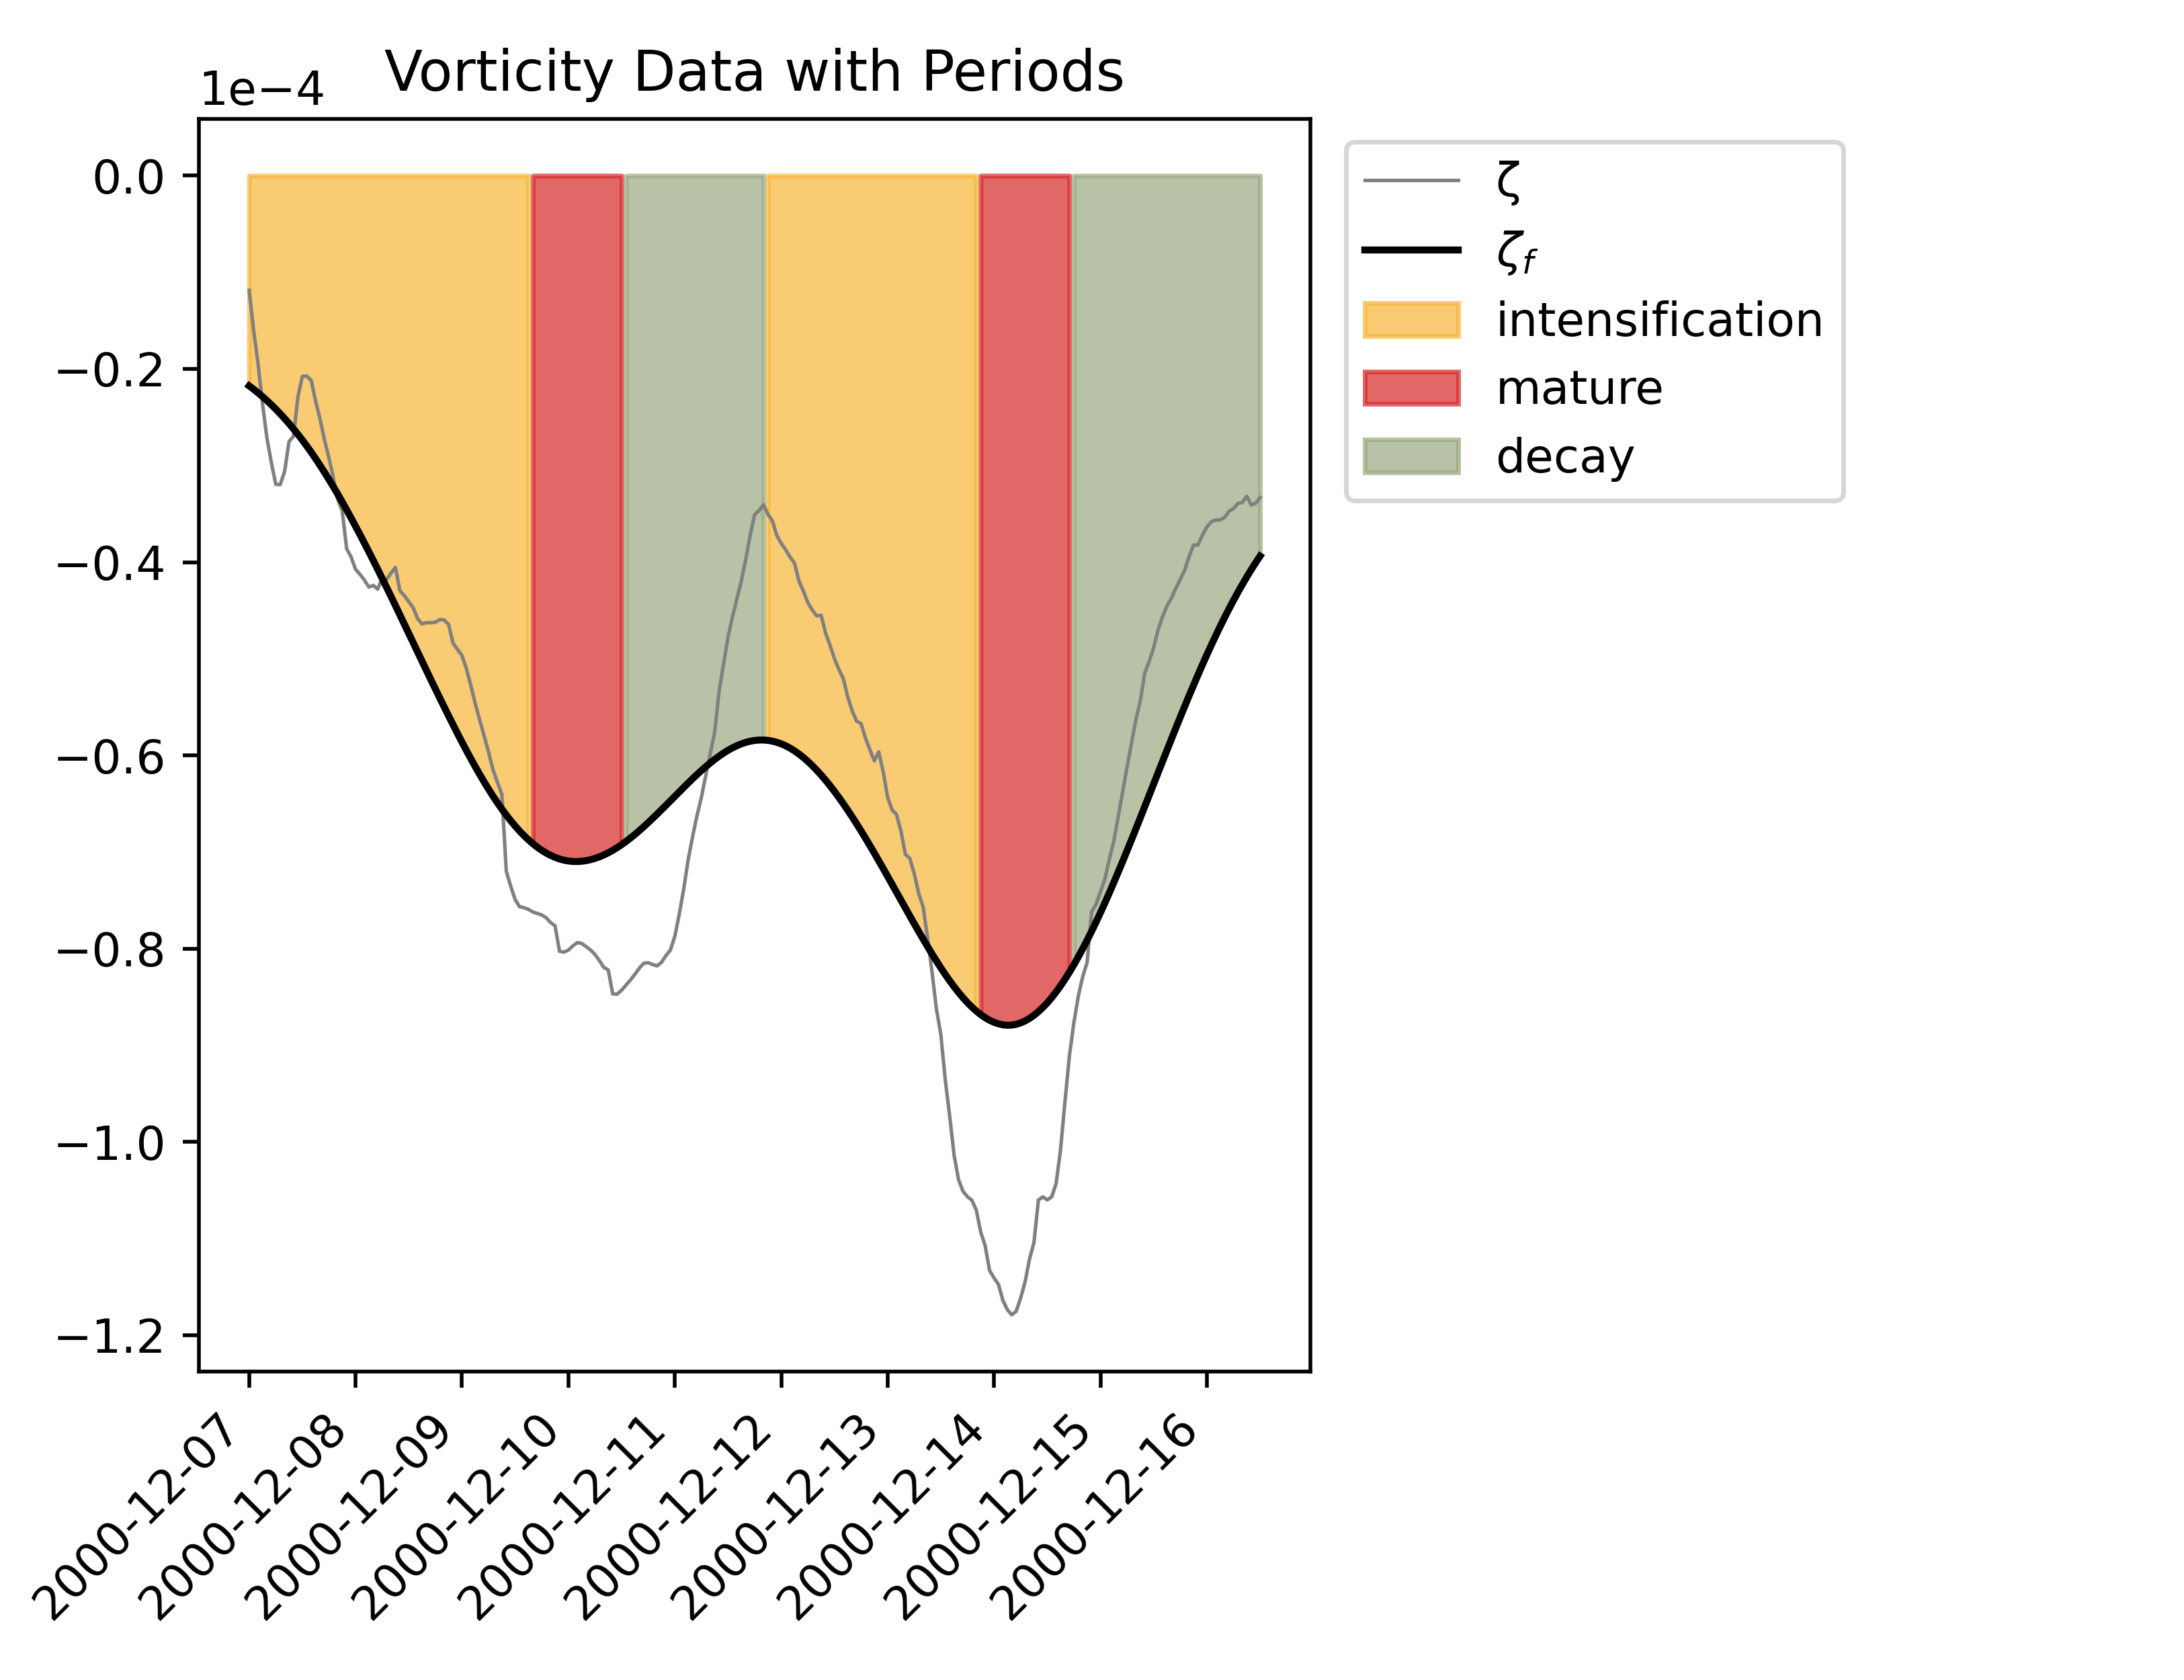 Vorticity Data with Periods
1e−4
0.0
−0.2
−0.4
−0.6
−0.8
−1.0
−1.2
2000-12-07
2000-12-08
2000-12-09
2000-12-10
2000-12-11
2000-12-12
2000-12-13
2000-12-14
2000-12-15
2000-12-16
ζ
ζf
intensification
mature
decay